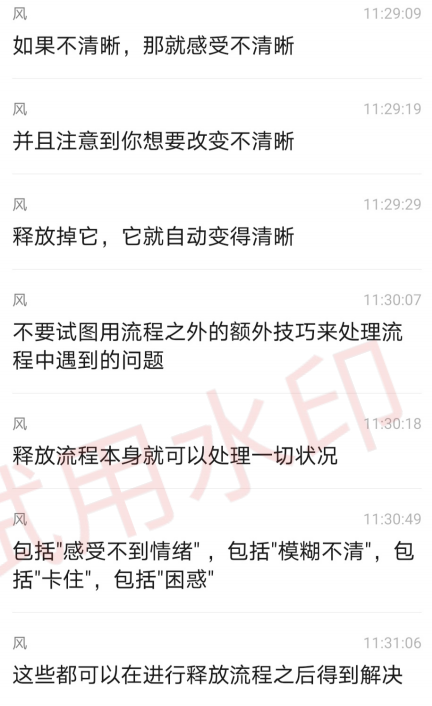 风 11:29:09
如果不清晰，那就感受不清晰
风 11:29:19
并且注意到你想要改变不清晰
风 11:29:29
释放掉它，它就自动变得清晰
风 11:30:07
不要试图用流程之外的额外技巧来处理流
程中遇到的问题
风 11:30:18
释放流程本身就可以处理一切状况
风 11:30:49
包括"感受不到情绪"，包括"模糊不清"，包
括"卡住"，包括"困惑"
风 11:31:06
这些都可以在进行释放流程之后得到解决
试用水印